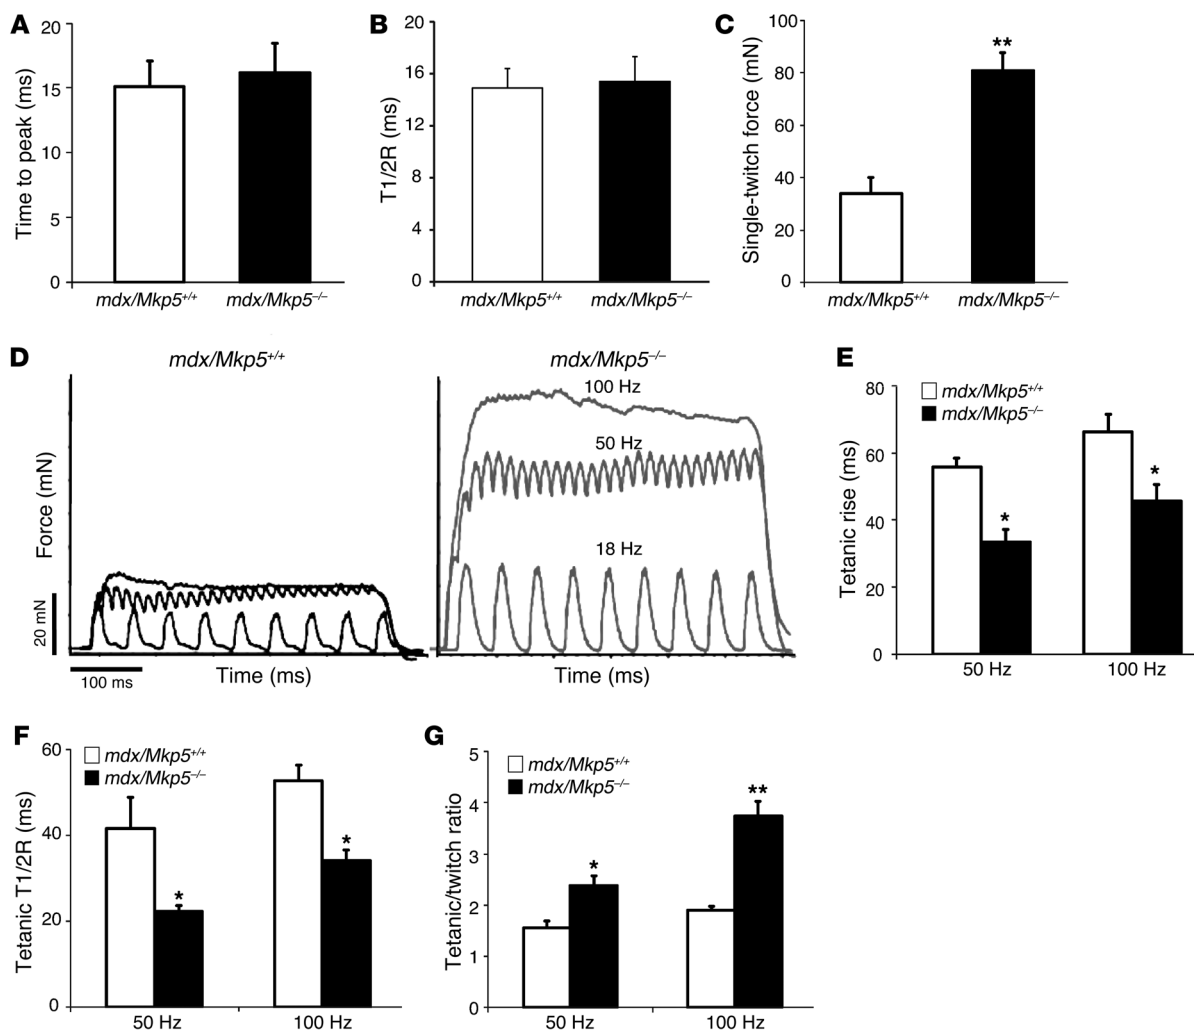 A
Time to peak (ms)
20
15
10
5
0
mdx/Mkp5+/+
mdx/Mkp5–/–
B
T1/2R (ms)
20
16
12
8
4
0
mdx/Mkp5+/+
mdx/Mkp5–/–
C
Single-twitch force (mN)
100
80
60
40
20
0
**
mdx/Mkp5+/+
mdx/Mkp5–/–
D
mdx/Mkp5+/+
mdx/Mkp5–/–
Force (mN)
20 mN
100 ms
Time (ms)
100 Hz
50 Hz
18 Hz
Time (ms)
E
Tetanic rise (ms)
80
60
40
20
0
mdx/Mkp5+/+
mdx/Mkp5–/–
*
*
50 Hz
100 Hz
F
Tetanic T1/2R (ms)
60
40
20
0
mdx/Mkp5+/+
mdx/Mkp5–/–
*
*
50 Hz
100 Hz
G
Tetanic/twitch ratio
5
4
3
2
1
0
mdx/Mkp5+/+
mdx/Mkp5–/–
*
**
50 Hz
100 Hz